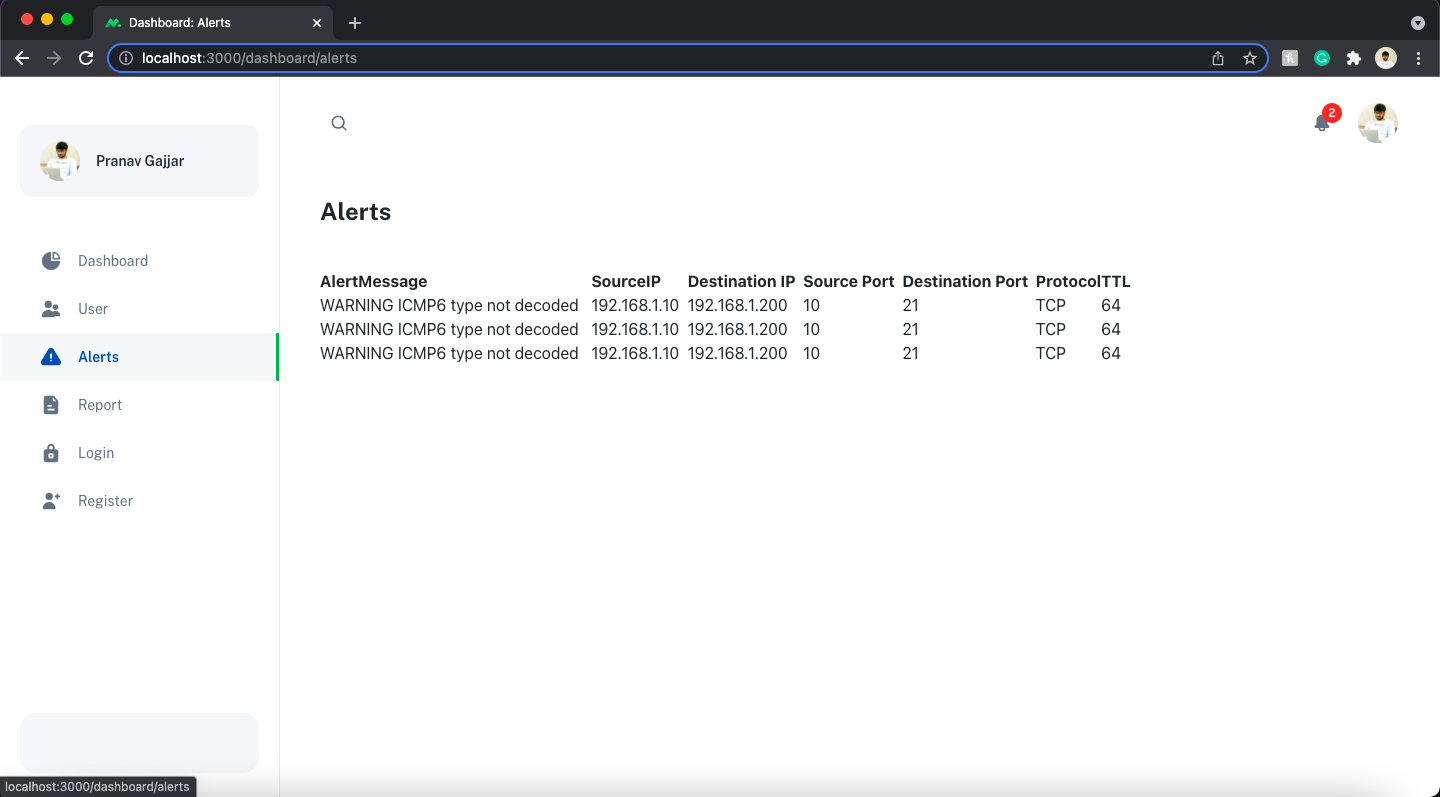 Dashboard: Alerts
localhost:3000/dashboard/alerts
2
Pranav Gajjar
Alerts
Dashboard
User
Alerts
Report
Login
Register
AlertMessage SourceIP Destination IP Source Port Destination Port Protocol TTL
WARNING ICMP6 type not decoded 192.168.1.10 192.168.1.200 10 21 TCP 64
WARNING ICMP6 type not decoded 192.168.1.10 192.168.1.200 10 21 TCP 64
WARNING ICMP6 type not decoded 192.168.1.10 192.168.1.200 10 21 TCP 64
localhost:3000/dashboard/alerts